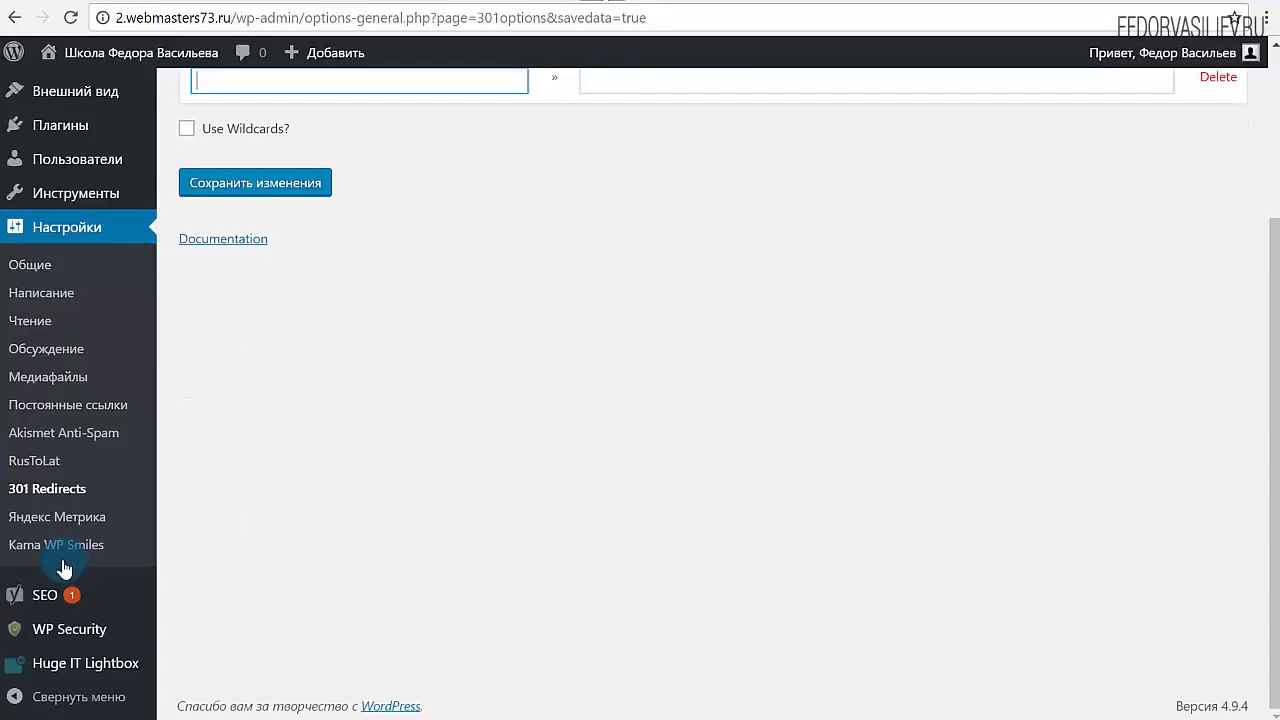 2.webmasters73.ru/wp-admin/options-general.php?page=301options&savedata=true
FEDORVASILIEV.RU
Школа Федора Васильева 0 Добавить Привет, Федор Васильев
Внешний вид
» Delete
Плагины
Use Wildcards?
Пользователи
Сохранить изменения
Инструменты
Настройки
Documentation
Общие
Написание
Чтение
Обсуждение
Медиафайлы
Постоянные ссылки
Akismet Anti-Spam
RusToLat
301 Redirects
Яндекс Метрика
Kama WP Smiles
SEO 1
WP Security
Huge IT Lightbox
Свернуть меню
Спасибо вам за творчество с WordPress. Версия 4.9.4